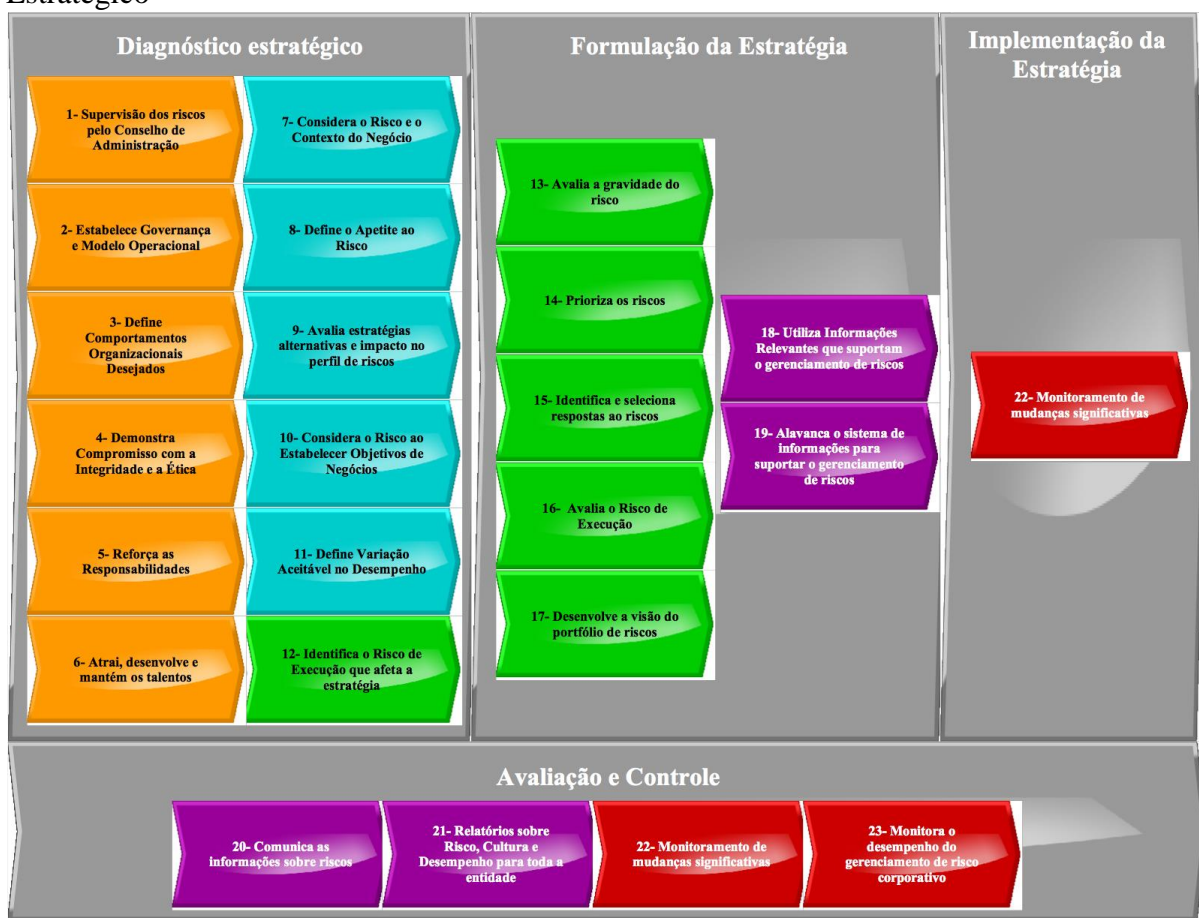 Estratégico
Diagnóstico estratégico
1- Supervisão dos riscos
pelo Conselho de
Administração
2- Estabelece Governança
e Modelo Operacional
3- Define
Comportamentos
Organizacionais
Desejados
4- Demonstra
Compromisso com a
Integridade e a Ética
5- Reforça as
Responsabilidades
6- Atrai, desenvolve e
mantém os talentos
7- Considera o Risco e o
Contexto do Negócio
8- Define o Apetite ao
Risco
9- Avalia estratégias
alternativas e impacto no
perfil de riscos
10- Considera o Risco ao
Estabelecer Objetivos de
Negócios
11- Define Variação
Aceitável no Desempenho
12- Identifica o Risco de
Execução que afeta a
estratégia
Formulação da Estratégia
13- Avalia a gravidade do
risco
14- Prioriza os riscos
15- Identifica e seleciona
respostas ao riscos
16- Avalia o Risco de
Execução
17- Desenvolve a visão do
portfólio de riscos
18- Utiliza Informações
Relevantes que suportam
o gerenciamento de riscos
19- Alavanca o sistema de
informações para
suportar o gerenciamento
de riscos
Implementação da
Estratégia
22- Monitoramento de
mudanças significativas
Avaliação e Controle
20- Comunica as
informações sobre riscos
21- Relatórios sobre
Risco, Cultura e
Desempenho para toda a
entidade
22- Monitoramento de
mudanças significativas
23- Monitora o
desempenho do
gerenciamento de risco
corporativo